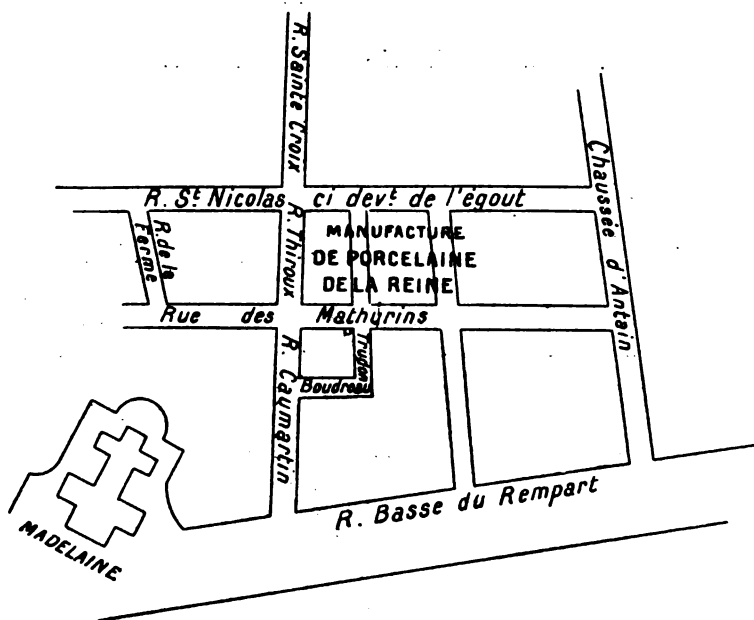 R. Sainte Croix
R. St Nicolas ci devt. de l'égout
Chaussée d'Antain
R. de la
Ferme
R. Thiroux
MANUFACTURE
DE PORCELAINE
DE LA REINE
Rue des Mathurins
Trudon
Boudreau
R. Caumartin
R. Basse du Rempart
MADELAINE